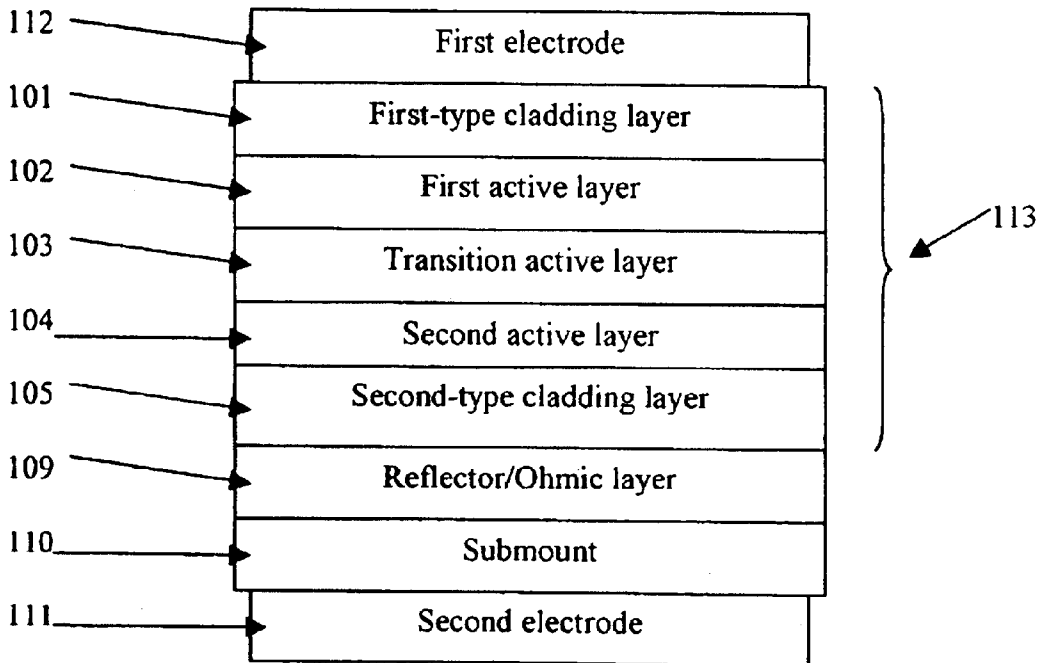 112
First electrode
101
First-type cladding layer
102
First active layer
113
103
Transition active layer
104
Second active layer
105
Second-type cladding layer
109
Reflector/Ohmic layer
110
Submount
111
Second electrode